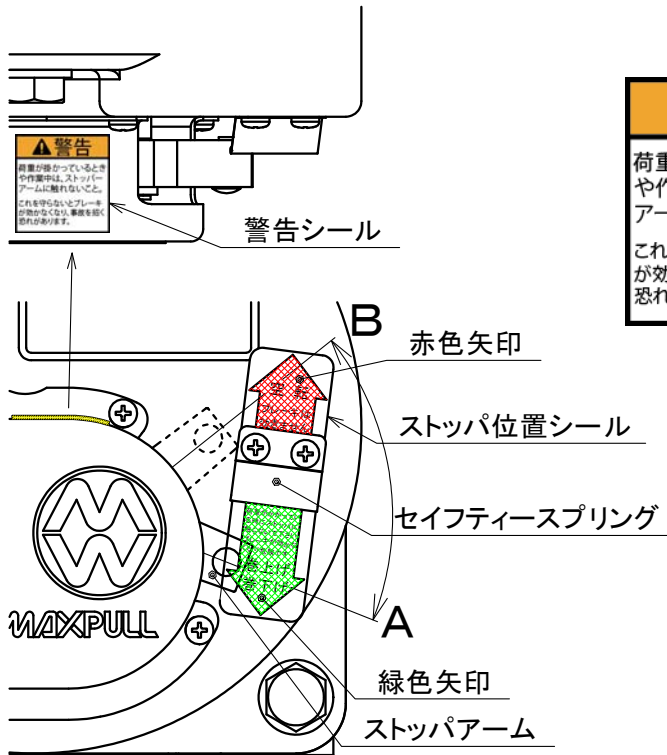 警告
荷重が掛かっているとき
や作業中は、ストッパー
アームに触れないこと。
これを守らないとブレーキ
が効かなくなり、事故を招く
恐れがあります。
警告シール
荷重
や作
アー
これ
が効
恐れ
B
赤色矢印
空転
ストッパ位置シール
セイフティースプリング
巻上げ
巻下げ
A
MAXPULL
緑色矢印
ストッパアーム